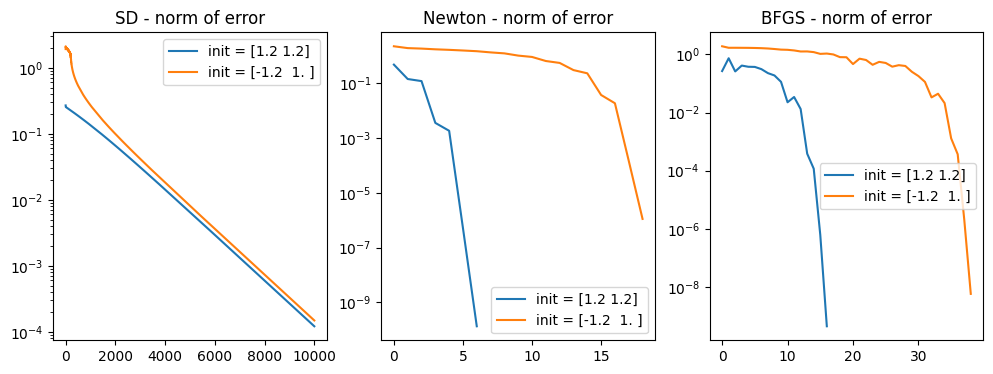 SD - norm of error
init = [1.2 1.2]
init = [-1.2  1. ]
10^0
10^-1
10^-2
10^-3
10^-4
0 2000 4000 6000 8000 10000
Newton - norm of error
10^-1
10^-3
10^-5
10^-7
10^-9
init = [1.2 1.2]
init = [-1.2  1. ]
0 5 10 15
BFGS - norm of error
10^0
10^-2
10^-4
10^-6
10^-8
init = [1.2 1.2]
init = [-1.2  1. ]
0 10 20 30